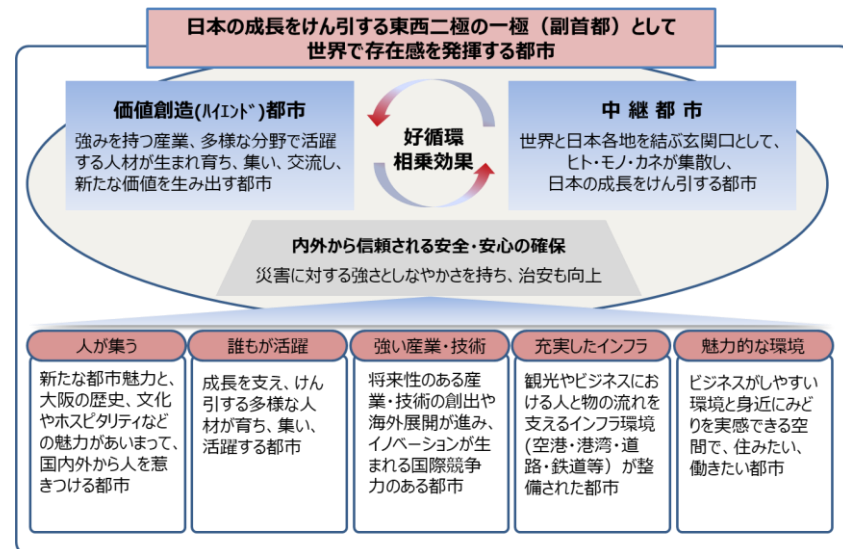 日本の成長をけん引する東西二極の一極（副首都）として
世界で存在感を発揮する都市
価値創造(ﾊｲｴﾝﾄﾞ)都市
強みを持つ産業、多様な分野で活躍
する人材が生まれ育ち、集い、交流し、
新たな価値を生み出す都市
好循環
相乗効果
中 継 都 市
世界と日本各地を結ぶ玄関口として、
ヒト・モノ・カネが集散し、
日本の成長をけん引する都市
内外から信頼される安全・安心の確保
災害に対する強さとしなやかさを持ち、治安も向上
人が集う
新たな都市魅力と、
大阪の歴史、文化
やホスピタリティなど
の魅力があいまって、
国内外から人を惹
きつける都市
誰もが活躍
成長を支え、けん
引する多様な人
材が育ち、集い、
活躍する都市
強い産業・技術
将来性のある産
業・技術の創出や
海外展開が進み、
イノベーションが生
まれる国際競争
力のある都市
充実したインフラ
観光やビジネスにお
ける人と物の流れを
支えるインフラ環境
(空港・港湾・道
路・鉄道等）が整
備された都市
魅力的な環境
ビジネスがしやすい
環境と身近にみど
りを実感できる空
間で、住みたい、
働きたい都市